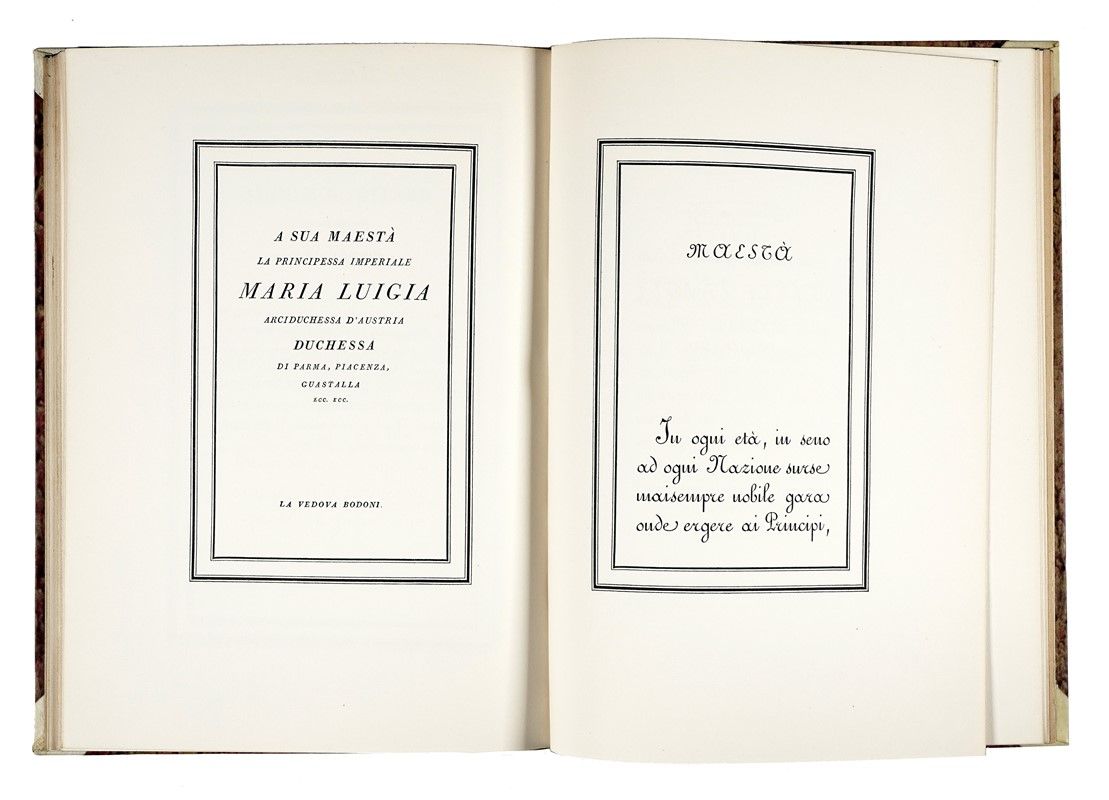 A SUA MAESTÀ
LA PRINCIPESSA IMPERIALE
MARIA LUIGIA
ARCIDUCHESSA D'AUSTRIA
DUCHESSA
DI PARMA, PIACENZA,
GUASTALLA
ECC. ECC.
LA VEDOVA BODONI.
MAESTÀ
In ogni età, in seno
ad ogni Nazione surse
maisempre nobile gara
onde ergere ai Principi,